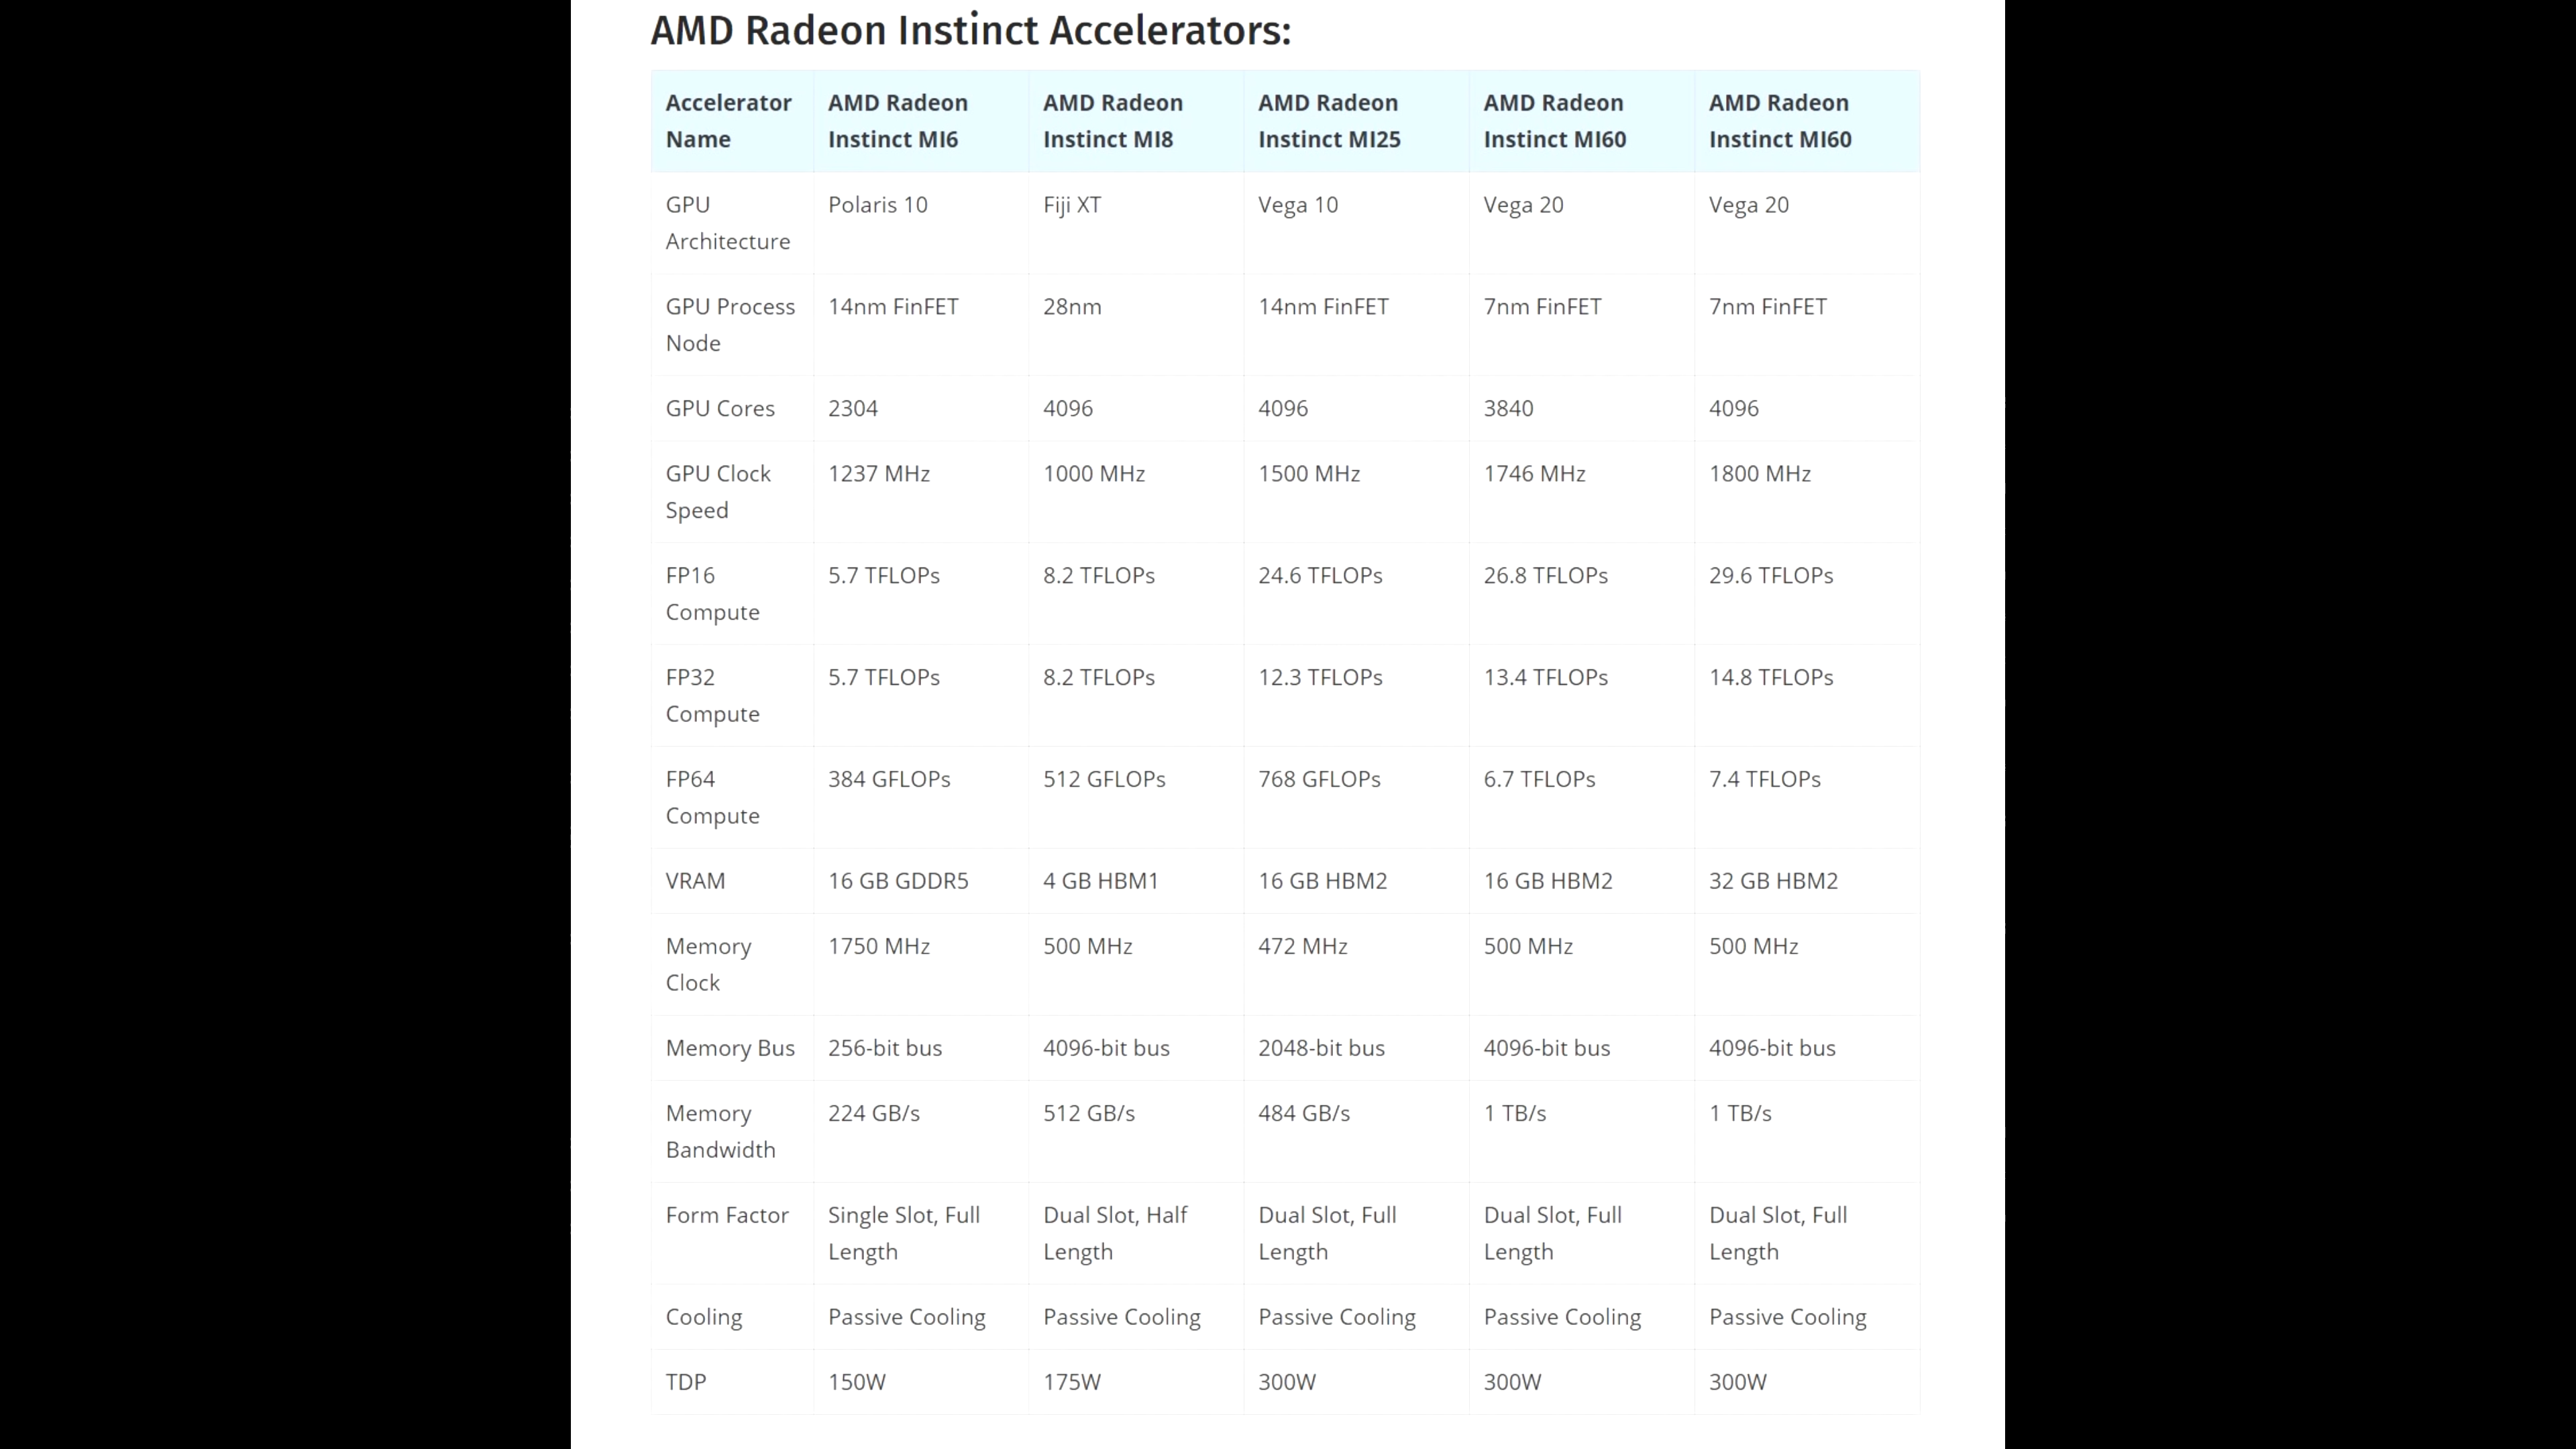 AMD Radeon Instinct Accelerators:
Accelerator Name	AMD Radeon Instinct MI6	AMD Radeon Instinct MI8	AMD Radeon Instinct MI25	AMD Radeon Instinct MI60	AMD Radeon Instinct MI60
GPU Architecture	Polaris 10	Fiji XT	Vega 10	Vega 20	Vega 20
GPU Process Node	14nm FinFET	28nm	14nm FinFET	7nm FinFET	7nm FinFET
GPU Cores	2304	4096	4096	3840	4096
GPU Clock Speed	1237 MHz	1000 MHz	1500 MHz	1746 MHz	1800 MHz
FP16 Compute	5.7 TFLOPs	8.2 TFLOPs	24.6 TFLOPs	26.8 TFLOPs	29.6 TFLOPs
FP32 Compute	5.7 TFLOPs	8.2 TFLOPs	12.3 TFLOPs	13.4 TFLOPs	14.8 TFLOPs
FP64 Compute	384 GFLOPs	512 GFLOPs	768 GFLOPs	6.7 TFLOPs	7.4 TFLOPs
VRAM	16 GB GDDR5	4 GB HBM1	16 GB HBM2	16 GB HBM2	32 GB HBM2
Memory Clock	1750 MHz	500 MHz	472 MHz	500 MHz	500 MHz
Memory Bus	256-bit bus	4096-bit bus	2048-bit bus	4096-bit bus	4096-bit bus
Memory Bandwidth	224 GB/s	512 GB/s	484 GB/s	1 TB/s	1 TB/s
Form Factor	Single Slot, Full Length	Dual Slot, Half Length	Dual Slot, Full Length	Dual Slot, Full Length	Dual Slot, Full Length
Cooling	Passive Cooling	Passive Cooling	Passive Cooling	Passive Cooling	Passive Cooling
TDP	150W	175W	300W	300W	300W